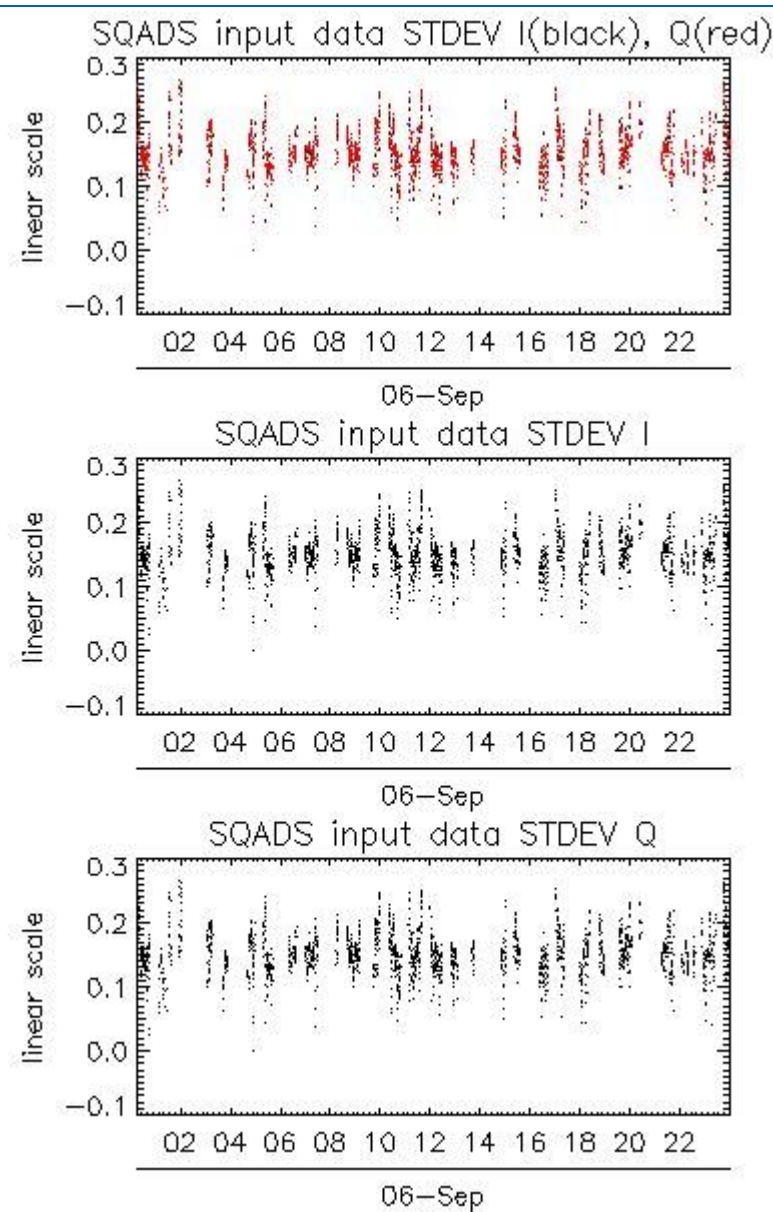 SQADS input data STDEV I(black), Q(red)
0.3
0.2
0.1
0.0
-0.1
linear scale
02 04 06 08 10 12 14 16 18 20 22
06-Sep
SQADS input data STDEV I
0.3
0.2
0.1
0.0
-0.1
linear scale
02 04 06 08 10 12 14 16 18 20 22
06-Sep
SQADS input data STDEV Q
0.3
0.2
0.1
0.0
-0.1
linear scale
02 04 06 08 10 12 14 16 18 20 22
06-Sep